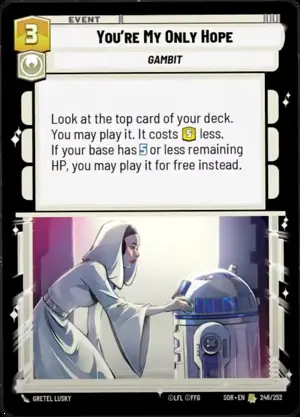 EVENT
3
YOU'RE MY ONLY HOPE
GAMBIT
Look at the top card of your deck.
You may play it. It costs 5 less.
If your base has 5 or less remaining
HP, you may play it for free instead.
GRETEL LUSKY
©LFL ©FFG
SOR • EN
246/252